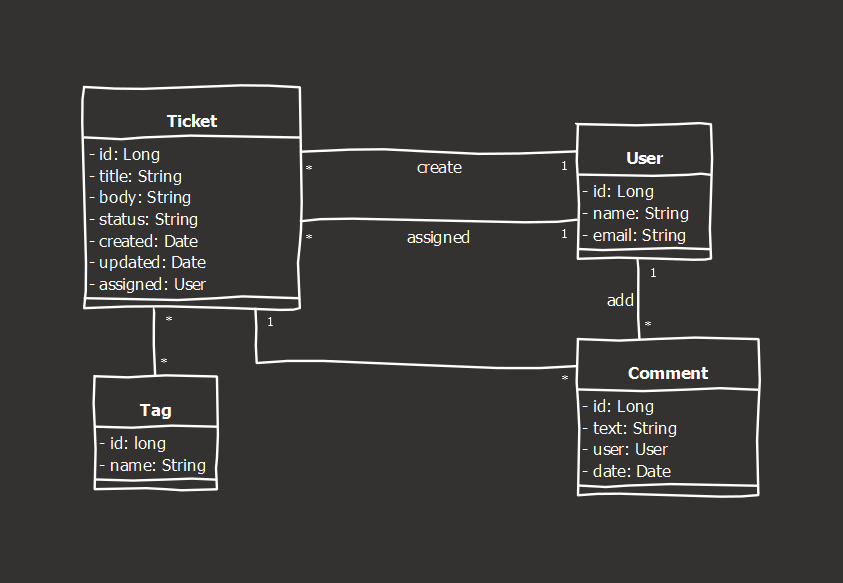 Ticket
- id: Long
- title: String
- body: String
- status: String
- created: Date
- updated: Date
- assigned: User
*
create
1
*
assigned
1
User
- id: Long
- name: String
- email: String
1
add
*
*
*
1
*
Tag
- id: long
- name: String
Comment
- id: Long
- text: String
- user: User
- date: Date